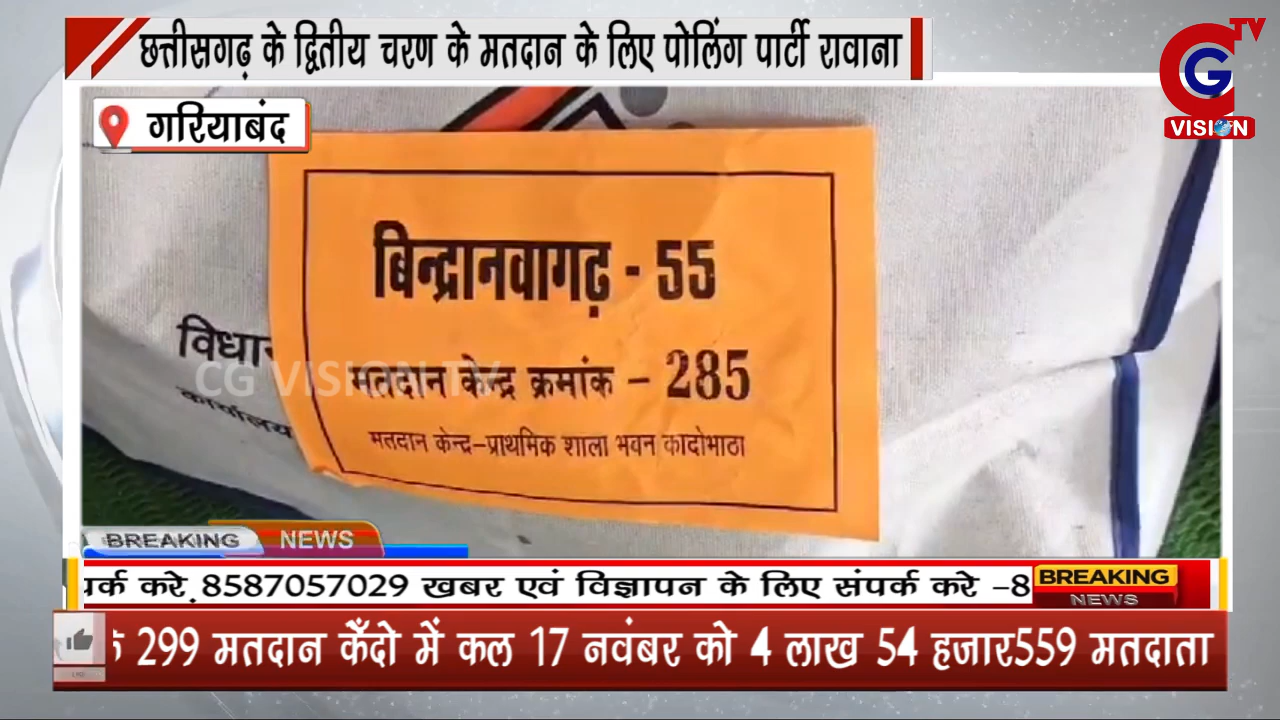 छत्तीसगढ़ के द्वितीय चरण के मतदान के लिए पोलिंग पार्टी रावाना
CG TV
VISION
गरियाबंद
बिन्द्रानवागढ़ - 55
मतदान केन्द्र क्रमांक - 285
मतदान केन्द्र-प्राथमिक शाला भवन कादोभाठा
विधान
कार्यालय
CG VISION TV
BREAKING NEWS
र्क करे 8587057029 खबर एवं विज्ञापन के लिए संपर्क करे -8
BREAKING
NEWS
299 मतदान केंदो में कल 17 नवंबर को 4 लाख 54 हजार559 मतदाता